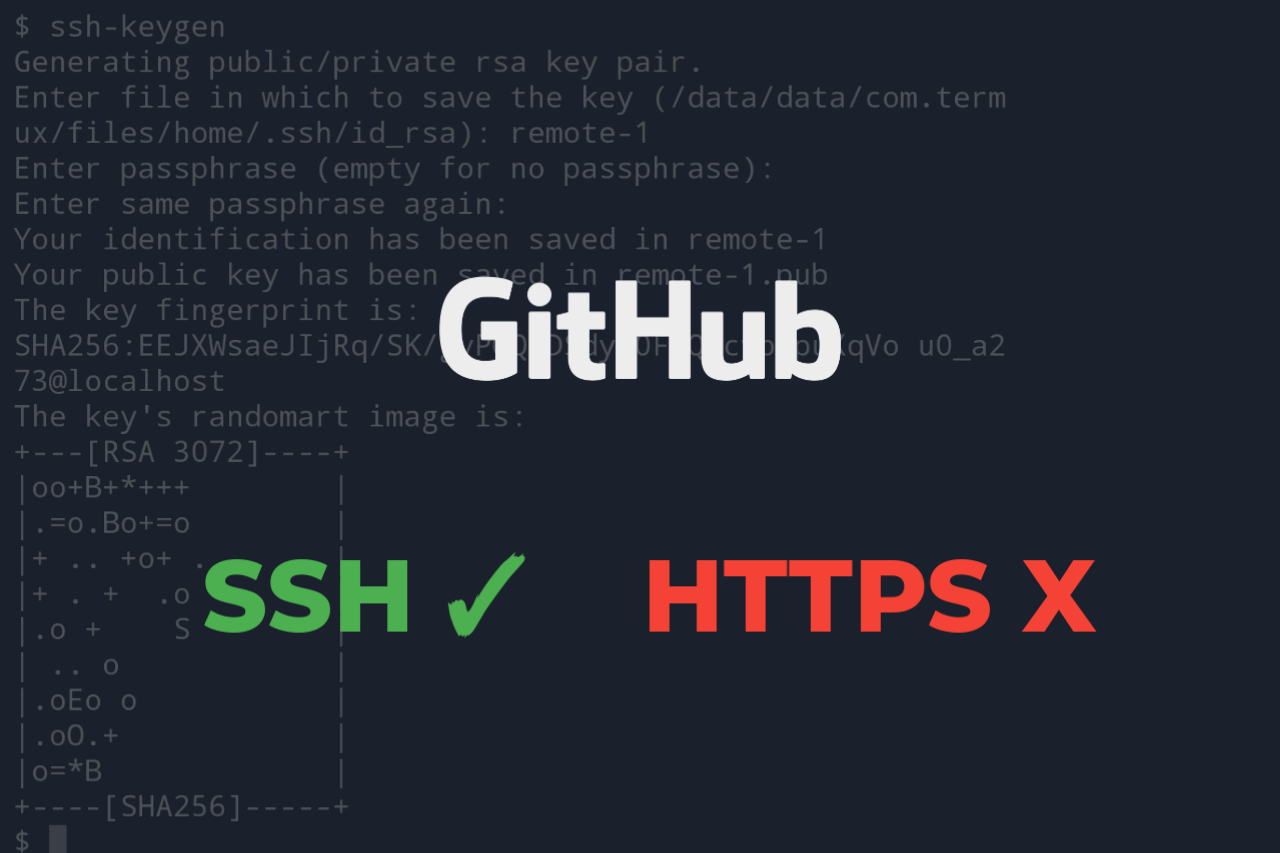 $ ssh-keygen
Generating public/private rsa key pair.
Enter file in which to save the key (/data/data/com.term
ux/files/home/.ssh/id_rsa): remote-1
Enter passphrase (empty for no passphrase):
Enter same passphrase again:
Your identification has been saved in remote-1
Your public key has been saved in remote-1.pub
The key fingerprint is:
GitHub
u0_a2
73@localhost
The key's randomart image is:
+---[RSA 3072]----+
|oo+B+*+++        |
|.=o.Bo+=o        |
|+ .. +o+ .
|+ . +  .o
|.o +    S
SSH ✓ HTTPS X
| .. o            |
|.oEo o           |
|.oO.+            |
|o=*B             |
+----[SHA256]-----+
$